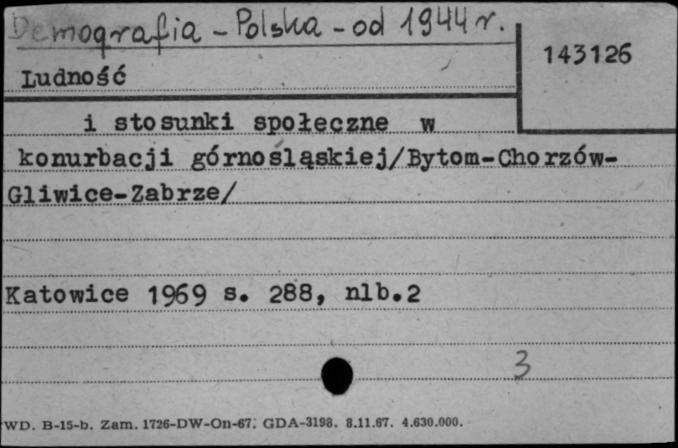 Demografia - Polska - od 1944 r.
143126
Ludność
i stosunki społeczne w
konurbacji górnośląskiej/Bytom-Chorzów-
Gliwice-Zabrze/
Katowice 1969 s. 288, nlb.2
3
WD. B-15-b. Zam. 1726-DW-On-67. GDA-3198. 8.11.67. 4.630.000.